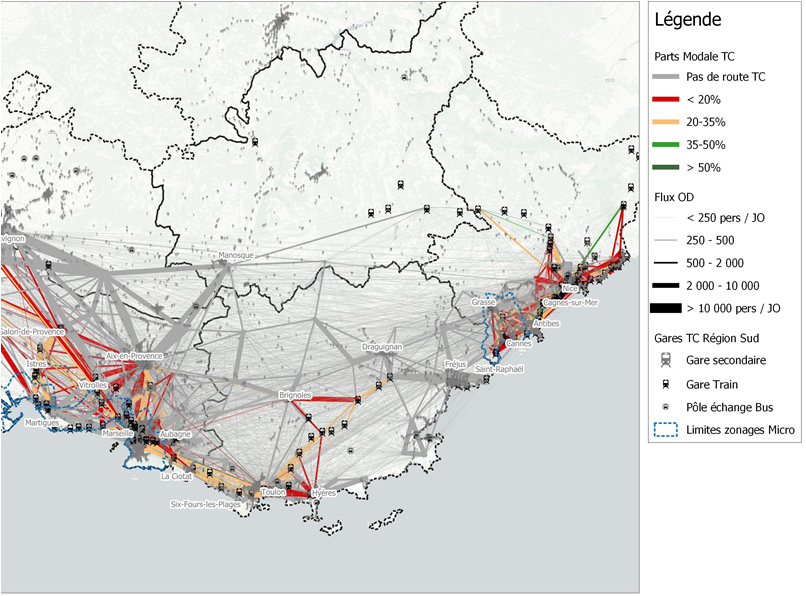 Légende
Parts Modale TC
Pas de route TC
< 20%
20-35%
35-50%
> 50%
Flux OD
< 250 pers / JO
250 - 500
500 - 2 000
2 000 - 10 000
> 10 000 pers / JO
Gares TC Région Sud
Gare secondaire
Gare Train
Pôle échange Bus
Limites zonages Micro
vignon
Manosque
Grasse
Nice
Cagnes-sur-Mer
Antibes
Cannes
Salon-de-Provence
Aix-en-Provence
Draguignan
Istres
Fréjus
Saint-Raphaël
Vitrolles
Brignoles
Martigues
Marseille
Aubagne
La Ciotat
Toulon
Hyères
Six-Fours-les-Plages